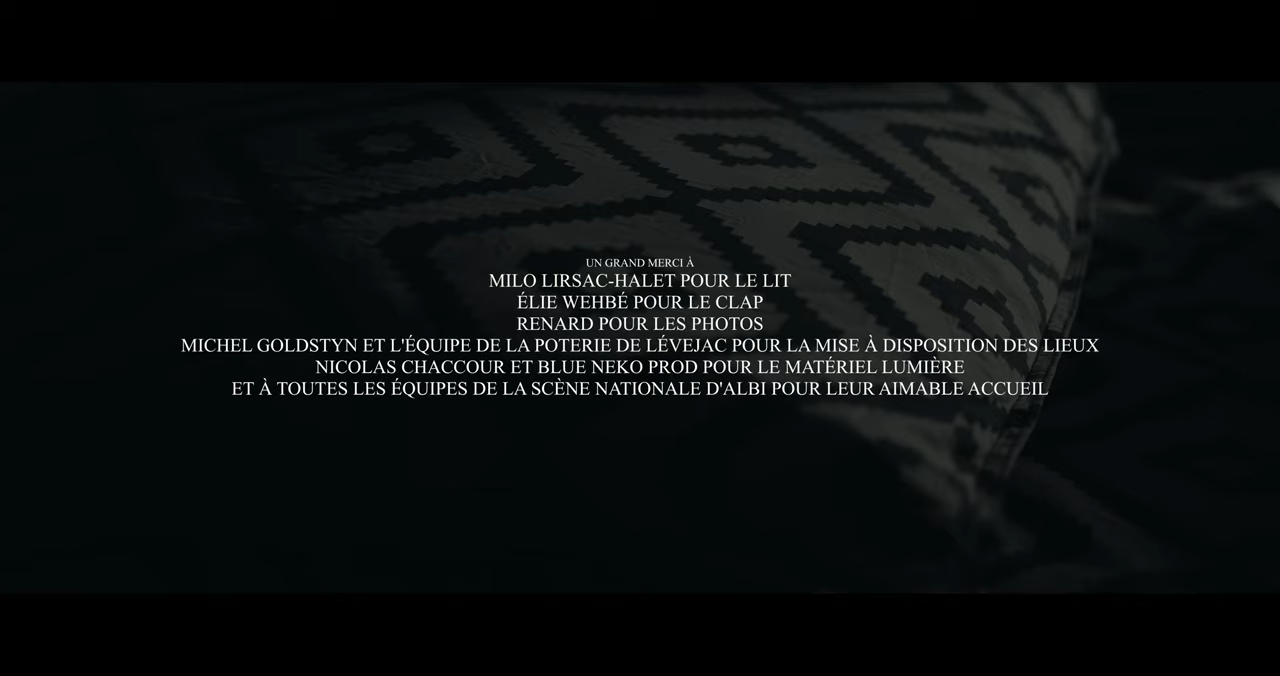 UN GRAND MERCI À
MILO LIRSAC-HALET POUR LE LIT
ÉLIE WEHBÉ POUR LE CLAP
RENARD POUR LES PHOTOS
MICHEL GOLDSTYN ET L'ÉQUIPE DE LA POTERIE DE LÉVEJAC POUR LA MISE À DISPOSITION DES LIEUX
NICOLAS CHACCOUR ET BLUE NEKO PROD POUR LE MATÉRIEL LUMIÈRE
ET À TOUTES LES ÉQUIPES DE LA SCÈNE NATIONALE D'ALBI POUR LEUR AIMABLE ACCUEIL